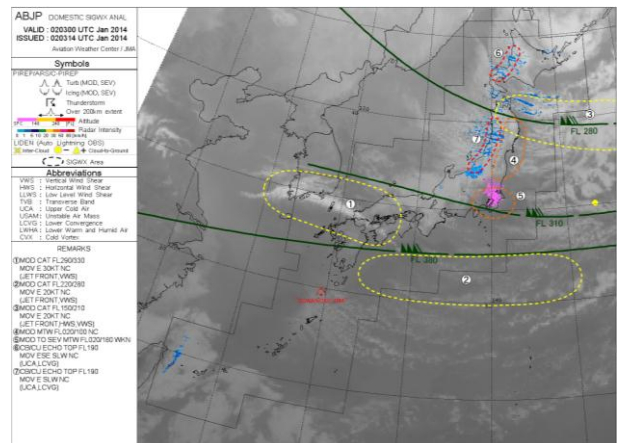 ABJP DOMESTIC SIGWX ANAL
VALID : 020300 UTC Jan 2014
ISSUED : 020314 UTC Jan 2014
Aviation Weather Center / JMA
Symbols
PIREP/ARSIC-PIREP
Turb (MOD, SEV)
Icing (MOD, SEV)
Thunderstorm
Over 200km extent
Altitude
Radar Intensity
LIDEN (Auto Lightning OBS)
Inter-Cloud
Cloud-to-Ground
SIGWX Area
Abbreviations
VWS : Vertical Wind Shear
HWS : Horizontal Wind Shear
LLWS : Low Level Wind Shear
TVB : Transverse Band
UCA : Upper Cold Air
USAM : Unstable Air Mass
LCVG : Lower Convergence
LWHA : Lower Warm and Humid Air
CVX : Cold Vortex
REMARKS
①MOD CAT FL290/330
MOV E 30KT NC
(JET FRONT,VWS)
②MOD CAT FL220/280
MOV E 20KT NC
(JET FRONT,VWS)
③MOD CAT FL150/210
MOV E 20KT NC
(JET FRONT,HWS,VWS)
④MOD MTW FL020/100 NC
⑤MOD TO SEV MTW FL020/180 WKN
⑥CB/CU ECHO TOP FL190
MOV ESE SLW NC
(UCA,LCVG)
⑦CB/CU ECHO TOP FL190
MOV E SLW NC
(UCA,LCVG)
⑥
③
FL 280
⑦
④
①
⑤
FL 310
FL 380
②